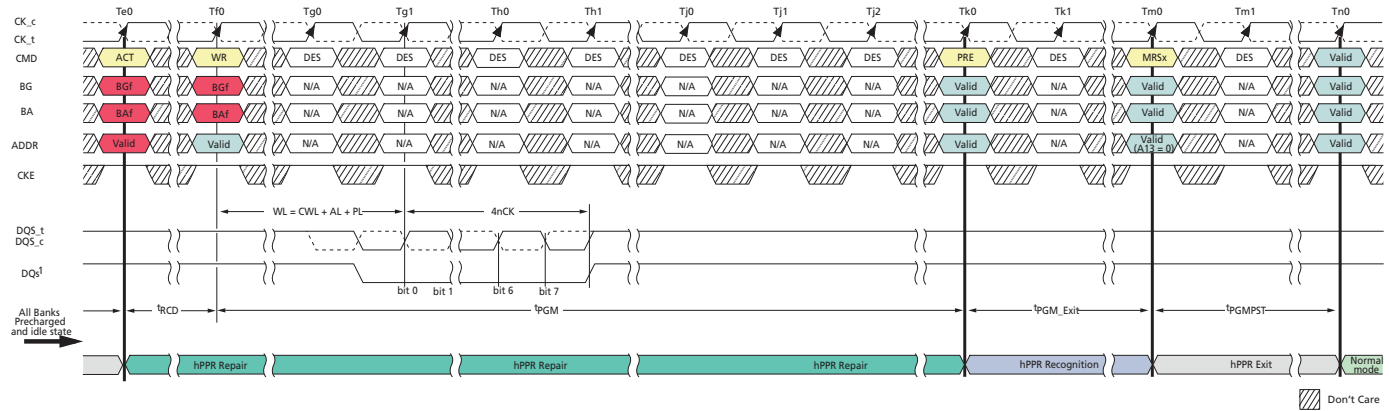 Te0 Tf0 Tg0 Tg1 Th0 Th1 Tj0 Tj1 Tj2 Tk0 Tk1 Tm0 Tm1 Tn0
CK_c
CK_t
CMD ACT WR DES DES DES DES DES DES DES PRE DES MRSx DES Valid
BG BGf BGf N/A N/A N/A N/A N/A N/A N/A Valid N/A Valid N/A Valid
BA BAf BAf N/A N/A N/A N/A N/A N/A N/A Valid N/A Valid N/A Valid
ADDR Valid Valid N/A N/A N/A N/A N/A N/A N/A Valid N/A Valid (A13 = 0) N/A Valid
CKE
WL = CWL + AL + PL 4nCK
DQS_t
DQS_c
DQs1
bit 0 bit 1 bit 6 bit 7
All Banks
Precharged
and idle state
tRCD tPGM tPGM_Exit tPGMPST
hPPR Repair hPPR Repair hPPR Repair hPPR Recognition hPPR Exit Normal
mode
Don't Care